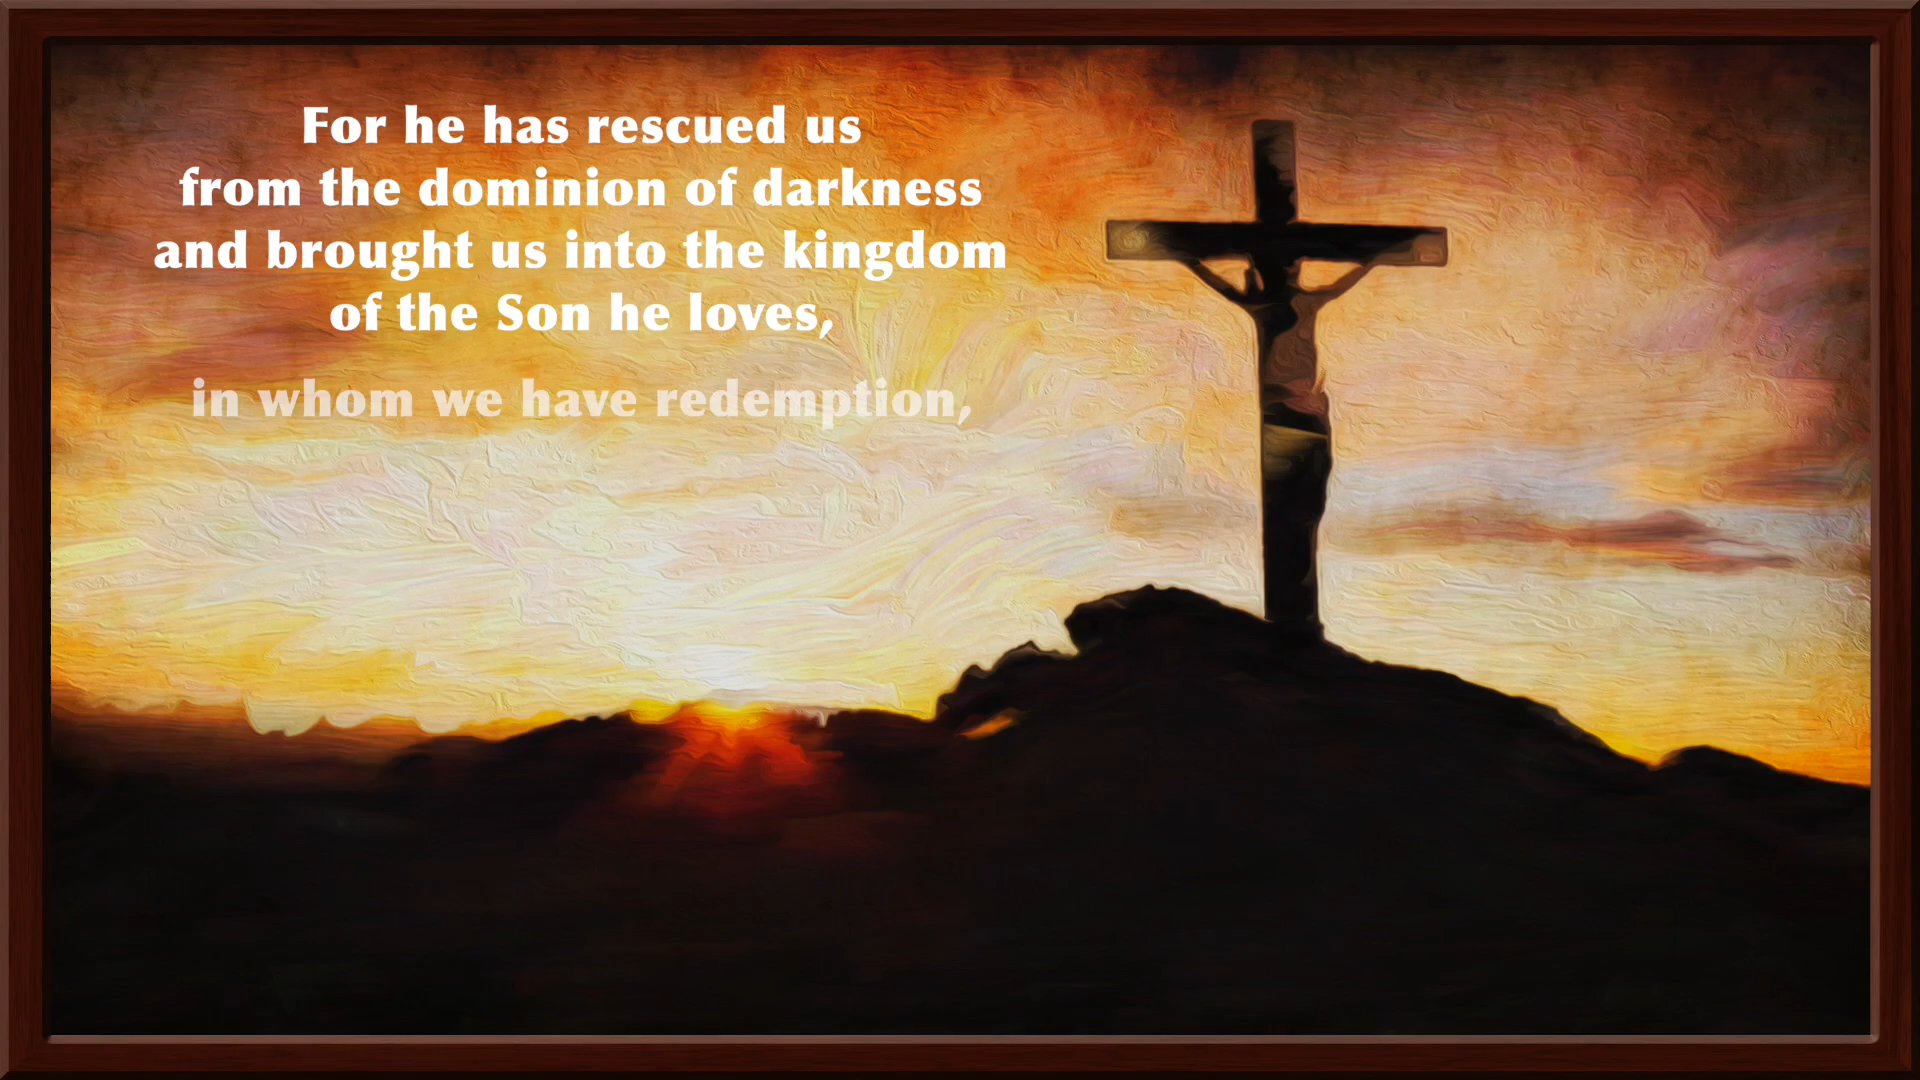 For he has rescued us
from the dominion of darkness
and brought us into the kingdom
of the Son he loves,
in whom we have redemption,